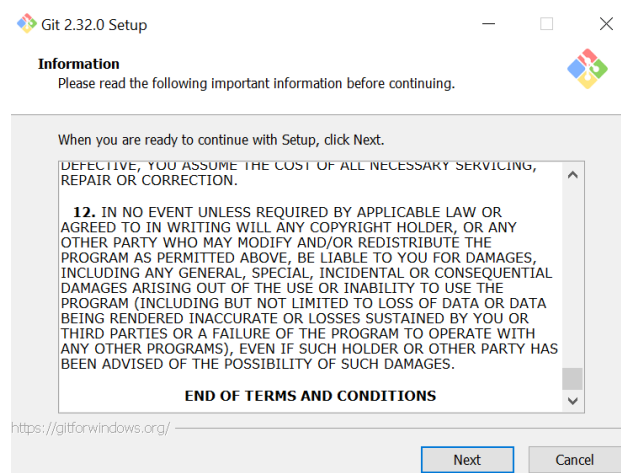 Git 2.32.0 Setup
Information
Please read the following important information before continuing.
When you are ready to continue with Setup, click Next.
DEFECTIVE, YOU ASSUME THE COST OF ALL NECESSARY SERVICING,
REPAIR OR CORRECTION.
12. IN NO EVENT UNLESS REQUIRED BY APPLICABLE LAW OR
AGREED TO IN WRITING WILL ANY COPYRIGHT HOLDER, OR ANY
OTHER PARTY WHO MAY MODIFY AND/OR REDISTRIBUTE THE
PROGRAM AS PERMITTED ABOVE, BE LIABLE TO YOU FOR DAMAGES,
INCLUDING ANY GENERAL, SPECIAL, INCIDENTAL OR CONSEQUENTIAL
DAMAGES ARISING OUT OF THE USE OR INABILITY TO USE THE
PROGRAM (INCLUDING BUT NOT LIMITED TO LOSS OF DATA OR DATA
BEING RENDERED INACCURATE OR LOSSES SUSTAINED BY YOU OR
THIRD PARTIES OR A FAILURE OF THE PROGRAM TO OPERATE WITH
ANY OTHER PROGRAMS), EVEN IF SUCH HOLDER OR OTHER PARTY HAS
BEEN ADVISED OF THE POSSIBILITY OF SUCH DAMAGES.
END OF TERMS AND CONDITIONS
https://gitforwindows.org/
Next
Cancel